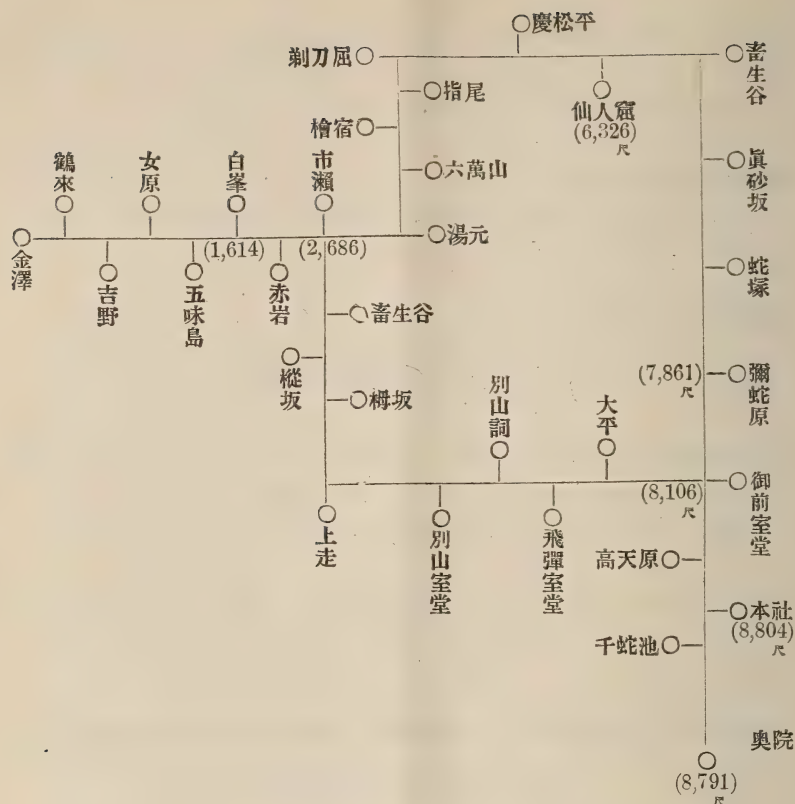 慶松平
剃刀屈
畜生谷
指尾
仙人窟
(6,326)
尺
檜宿
鶴來
女原
白峯
市瀬
六萬山
眞砂坂
湯元
(1,614)
(2,686)
金澤
吉野
五味島
赤岩
蛇塚
畜生谷
樅坂
栂坂
別山詞
大平
(7,861)
尺
彌蛇原
(8,106)
尺
御前室堂
上走
別山室堂
飛彈室堂
高天原
本社
(8,804)
尺
千蛇池
奥院
(8,791)
尺